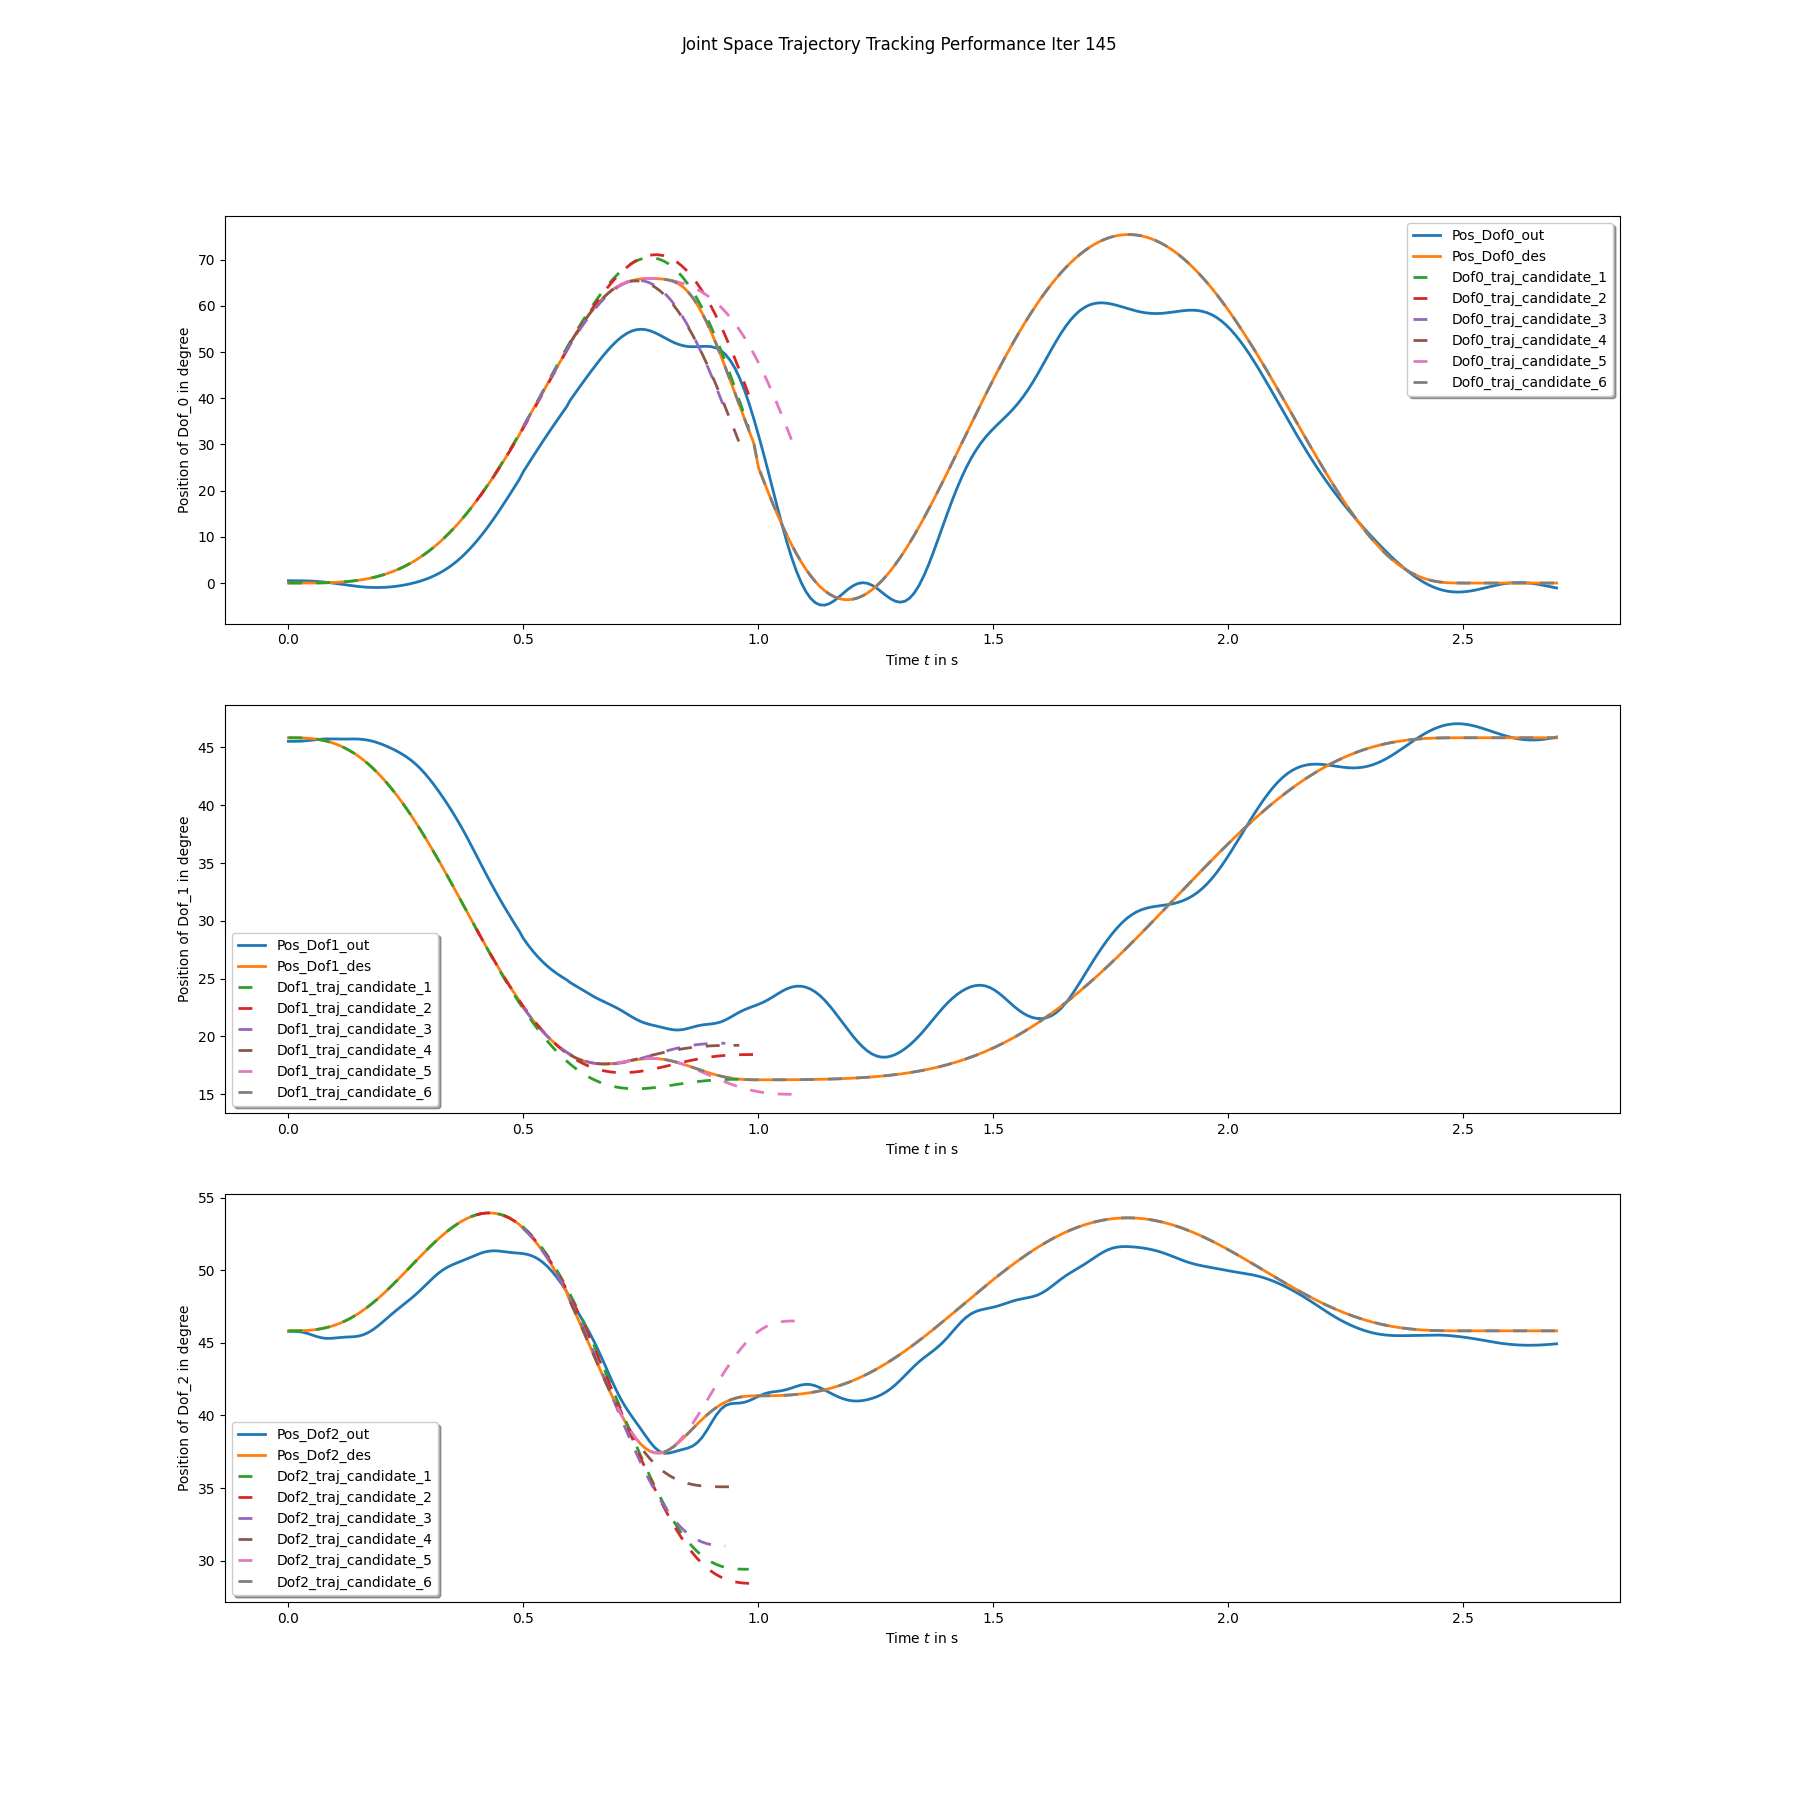 Joint Space Trajectory Tracking Performance Iter 145
Position of Dof_0 in degree
70
60
50
40
30
20
10
0
Pos_Dof0_out
Pos_Dof0_des
Dof0_traj_candidate_1
Dof0_traj_candidate_2
Dof0_traj_candidate_3
Dof0_traj_candidate_4
Dof0_traj_candidate_5
Dof0_traj_candidate_6
0.0 0.5 1.0 1.5 2.0 2.5
Time t in s
Position of Dof_1 in degree
45
40
35
30
25
20
15
Pos_Dof1_out
Pos_Dof1_des
Dof1_traj_candidate_1
Dof1_traj_candidate_2
Dof1_traj_candidate_3
Dof1_traj_candidate_4
Dof1_traj_candidate_5
Dof1_traj_candidate_6
0.0 0.5 1.0 1.5 2.0 2.5
Time t in s
Position of Dof_2 in degree
55
50
45
40
35
30
Pos_Dof2_out
Pos_Dof2_des
Dof2_traj_candidate_1
Dof2_traj_candidate_2
Dof2_traj_candidate_3
Dof2_traj_candidate_4
Dof2_traj_candidate_5
Dof2_traj_candidate_6
0.0 0.5 1.0 1.5 2.0 2.5
Time t in s